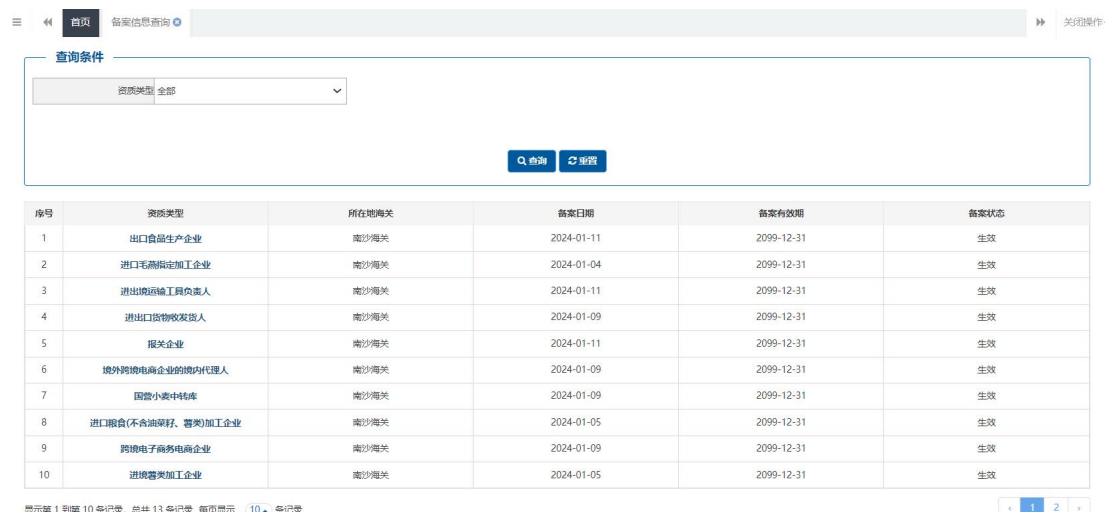 首页 备案信息查询 关闭操作
查询条件
资质类型 全部
查询 重置
序号 资质类型 所在地海关 备案日期 备案有效期 备案状态
1 出口食品生产企业 南沙海关 2024-01-11 2099-12-31 生效
2 进口毛燕指定加工企业 南沙海关 2024-01-04 2099-12-31 生效
3 进出境运输工具负责人 南沙海关 2024-01-11 2099-12-31 生效
4 进出口货物收发货人 南沙海关 2024-01-09 2099-12-31 生效
5 报关企业 南沙海关 2024-01-11 2099-12-31 生效
6 境外跨境电商企业的境内代理人 南沙海关 2024-01-09 2099-12-31 生效
7 国营小麦中转库 南沙海关 2024-01-09 2099-12-31 生效
8 进口粮食(不含油菜籽、薯类)加工企业 南沙海关 2024-01-05 2099-12-31 生效
9 跨境电子商务电商企业 南沙海关 2024-01-09 2099-12-31 生效
10 进境薯类加工企业 南沙海关 2024-01-05 2099-12-31 生效
显示第 1 到第 10 条记录，总共 13 条记录 每页显示 10 条记录 ‹ 1 2 ›